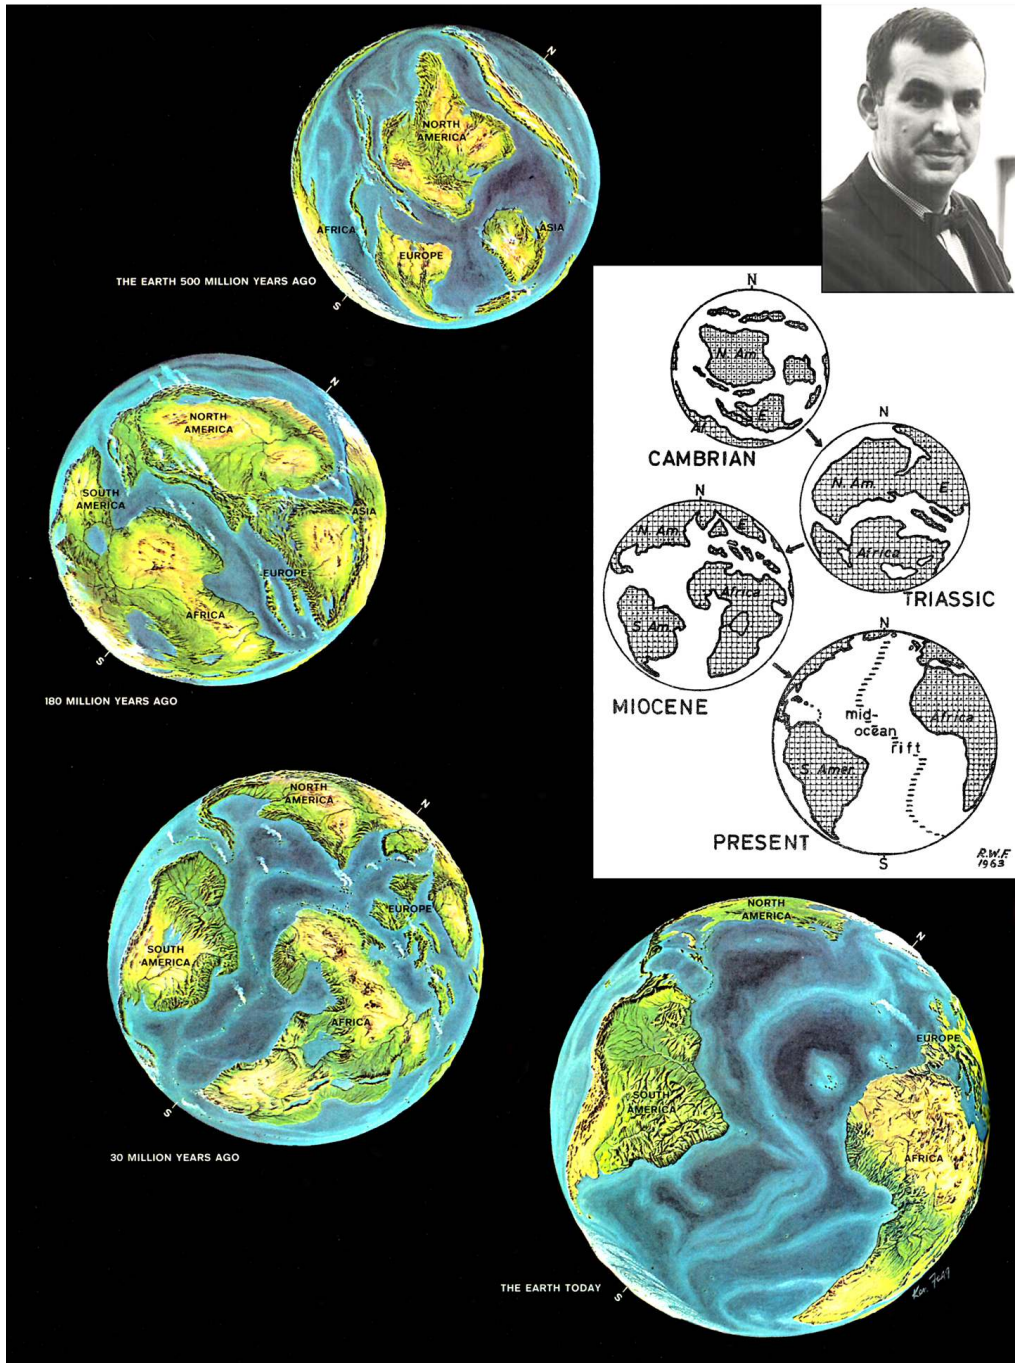 N
NORTH
AMERICA
AFRICA
ASIA
EUROPE
THE EARTH 500 MILLION YEARS AGO
S
N
NORTH
AMERICA
SOUTH
AMERICA
ASIA
EUROPE
AFRICA
S
180 MILLION YEARS AGO
NORTH
AMERICA
N
EUROPE
SOUTH
AMERICA
AFRICA
S
30 MILLION YEARS AGO
N
N. Am.
E
Af
CAMBRIAN
N
N. Am.
E
Africa
TRIASSIC
N
N. Am.
E
Africa
S. Am.
MIOCENE
N
Africa
mid-
ocean
rift
S. Amer.
PRESENT
S
R.W.F.
1963
NORTH
AMERICA
N
EUROPE
SOUTH
AMERICA
AFRICA
THE EARTH TODAY
S